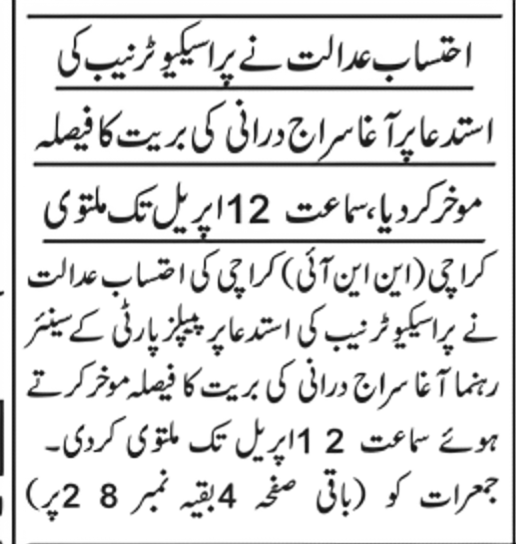 احتساب عدالت نے پراسیکیوٹر نیب کی
استدعا پر آغا سراج درانی کی بریت کا فیصلہ
موخر کردیا، سماعت 12 اپریل تک ملتوی
کراچی (این این آئی) کراچی کی احتساب عدالت
نے پراسیکیوٹر نیب کی استدعا پر پیپلز پارٹی کے سینئر
رہنما آغا سراج درانی کی بریت کا فیصلہ موخر کرتے
ہوئے سماعت 12 اپریل تک ملتوی کردی۔
جمعرات کو (باقی صفحہ 4 بقیہ نمبر 28 پر)